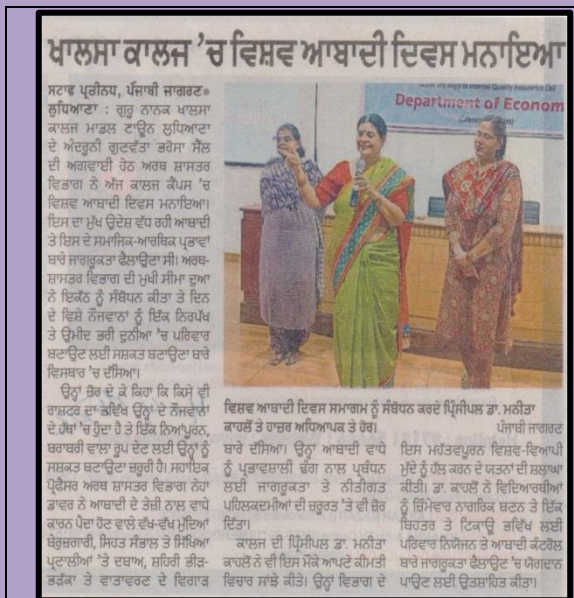 ਖਾਲਸਾ ਕਾਲਜ ’ਚ ਵਿਸ਼ਵ ਆਬਾਦੀ ਦਿਵਸ ਮਨਾਇਆ
ਸਟਾਫ ਪ੍ਰਤੀਨਿਧ, ਪੰਜਾਬੀ ਜਾਗਰਣ
ਲੁਧਿਆਣਾ : ਗੁਰੂ ਨਾਨਕ ਖਾਲਸਾ
ਕਾਲਜ ਮਾਡਲ ਟਾਊਨ ਲੁਧਿਆਣਾ
ਦੇ ਅੰਦਰੂਨੀ ਗੁਣਵੱਤਾ ਭਰੋਸਾ ਸੈੱਲ
ਦੀ ਅਗਵਾਈ ਹੇਠ ਅਰਥ ਸ਼ਾਸਤਰ
ਵਿਭਾਗ ਨੇ ਅੱਜ ਕਾਲਜ ਕੈਂਪਸ ’ਚ
ਵਿਸ਼ਵ ਆਬਾਦੀ ਦਿਵਸ ਮਨਾਇਆ।
ਇਸ ਦਾ ਮੁੱਖ ਉਦੇਸ਼ ਵੱਧ ਰਹੀ ਆਬਾਦੀ
ਤੇ ਇਸ ਦੇ ਸਮਾਜਿਕ-ਆਰਥਿਕ ਪ੍ਰਭਾਵਾਂ
ਬਾਰੇ ਜਾਗਰੂਕਤਾ ਫੈਲਾਉਣਾ ਸੀ। ਅਰਥ-
ਸ਼ਾਸਤਰ ਵਿਭਾਗ ਦੀ ਮੁਖੀ ਸੀਮਾ ਦੁਆ
ਨੇ ਇਕੱਠ ਨੂੰ ਸੰਬੋਧਨ ਕੀਤਾ ਤੇ ਦਿਨ
ਦੇ ਵਿਸ਼ੇ ਨੌਜਵਾਨਾਂ ਨੂੰ ਇੱਕ ਨਿਰਪੱਖ
ਤੇ ਉਮੀਦ ਭਰੀ ਦੁਨੀਆ ’ਚ ਪਰਿਵਾਰ
ਬਣਾਉਣ ਲਈ ਸਸ਼ਕਤ ਬਣਾਉਣਾ ਬਾਰੇ
ਵਿਸਥਾਰ ’ਚ ਦੱਸਿਆ।
ਉਨ੍ਹਾਂ ਜ਼ੋਰ ਦੇ ਕੇ ਕਿਹਾ ਕਿ ਕਿਸੇ ਵੀ
ਰਾਸ਼ਟਰ ਦਾ ਭਵਿੱਖ ਉਨ੍ਹਾਂ ਦੇ ਨੌਜਵਾਨਾਂ
ਦੇ ਹੱਥਾਂ ’ਚ ਹੁੰਦਾ ਹੈ ਤੇ ਇੱਕ ਨਿਆਂਪੂਰਨ,
ਬਰਾਬਰੀ ਵਾਲਾ ਰੂਪ ਦੇਣ ਲਈ ਉਨ੍ਹਾਂ ਨੂੰ
ਸਸ਼ਕਤ ਬਣਾਉਣਾ ਜ਼ਰੂਰੀ ਹੈ। ਸਹਾਇਕ
ਪ੍ਰੋਫੈਸਰ ਅਰਥ ਸ਼ਾਸਤਰ ਵਿਭਾਗ ਨੇਹਾ
ਡਾਵਰ ਨੇ ਆਬਾਦੀ ਦੇ ਤੇਜ਼ੀ ਨਾਲ ਵਾਧੇ
ਕਾਰਨ ਪੈਦਾ ਹੋਣ ਵਾਲੇ ਵੱਖ-ਵੱਖ ਮੁੱਦਿਆਂ
ਬੇਰੁਜ਼ਗਾਰੀ, ਸਿਹਤ ਸੰਭਾਲ ਤੇ ਸਿੱਖਿਆ
ਪ੍ਰਣਾਲੀਆਂ ’ਤੇ ਦਬਾਅ, ਸ਼ਹਿਰੀ ਭੀੜ-
ਭੜੱਕਾ ਤੇ ਵਾਤਾਵਰਣ ਦੇ ਵਿਗਾੜ
Internal Quality Assurance Cell
Department of Econom
ਵਿਸ਼ਵ ਆਬਾਦੀ ਦਿਵਸ ਸਮਾਗਮ ਨੂੰ ਸੰਬੋਧਨ ਕਰਦੇ ਪ੍ਰਿੰਸੀਪਲ ਡਾ. ਮਨੀਤਾ
ਕਾਹਲੋਂ ਤੇ ਹਾਜ਼ਰ ਅਧਿਆਪਕ ਤੇ ਹੋਰ। ਪੰਜਾਬੀ ਜਾਗਰਣ
ਬਾਰੇ ਦੱਸਿਆ। ਉਨ੍ਹਾਂ ਆਬਾਦੀ ਵਾਧੇ
ਨੂੰ ਪ੍ਰਭਾਵਸ਼ਾਲੀ ਢੰਗ ਨਾਲ ਪ੍ਰਬੰਧਨ
ਲਈ ਜਾਗਰੂਕਤਾ ਤੇ ਨੀਤੀਗਤ
ਪਹਿਲਕਦਮੀਆਂ ਦੀ ਜ਼ਰੂਰਤ ’ਤੇ ਵੀ ਜ਼ੋਰ
ਦਿੱਤਾ।
ਕਾਲਜ ਦੀ ਪ੍ਰਿੰਸੀਪਲ ਡਾ. ਮਨੀਤਾ
ਕਾਹਲੋਂ ਨੇ ਵੀ ਇਸ ਮੌਕੇ ਆਪਣੇ ਕੀਮਤੀ
ਵਿਚਾਰ ਸਾਂਝੇ ਕੀਤੇ। ਉਨ੍ਹਾਂ ਵਿਭਾਗ ਦੇ
ਇਸ ਮਹੱਤਵਪੂਰਨ ਵਿਸ਼ਵ-ਵਿਆਪੀ
ਮੁੱਦੇ ਨੂੰ ਹੱਲ ਕਰਨ ਦੇ ਯਤਨਾਂ ਦੀ ਸ਼ਲਾਘਾ
ਕੀਤੀ। ਡਾ. ਕਾਹਲੋਂ ਨੇ ਵਿਦਿਆਰਥੀਆਂ
ਨੂੰ ਜ਼ਿੰਮੇਵਾਰ ਨਾਗਰਿਕ ਬਣਨ ਤੇ ਇੱਕ
ਬਿਹਤਰ ਤੇ ਟਿਕਾਊ ਭਵਿੱਖ ਲਈ
ਪਰਿਵਾਰ ਨਿਯੋਜਨ ਤੇ ਆਬਾਦੀ ਕੰਟਰੋਲ
ਬਾਰੇ ਜਾਗਰੂਕਤਾ ਫੈਲਾਉਣ ’ਚ ਯੋਗਦਾਨ
ਪਾਉਣ ਲਈ ਉਤਸ਼ਾਹਿਤ ਕੀਤਾ।